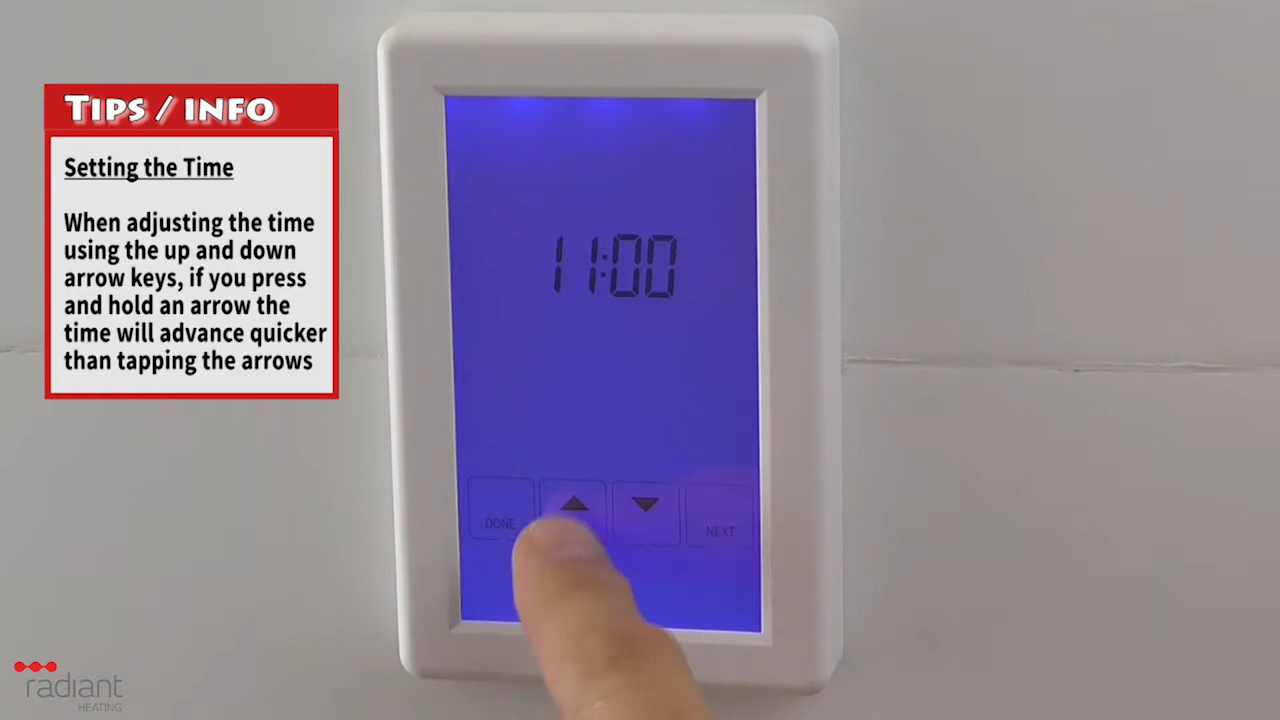 TIPS / INFO
Setting the Time
When adjusting the time
using the up and down
arrow keys, if you press
and hold an arrow the
time will advance quicker
than tapping the arrows
11:00
DONE
NEXT
radiant
HEATING